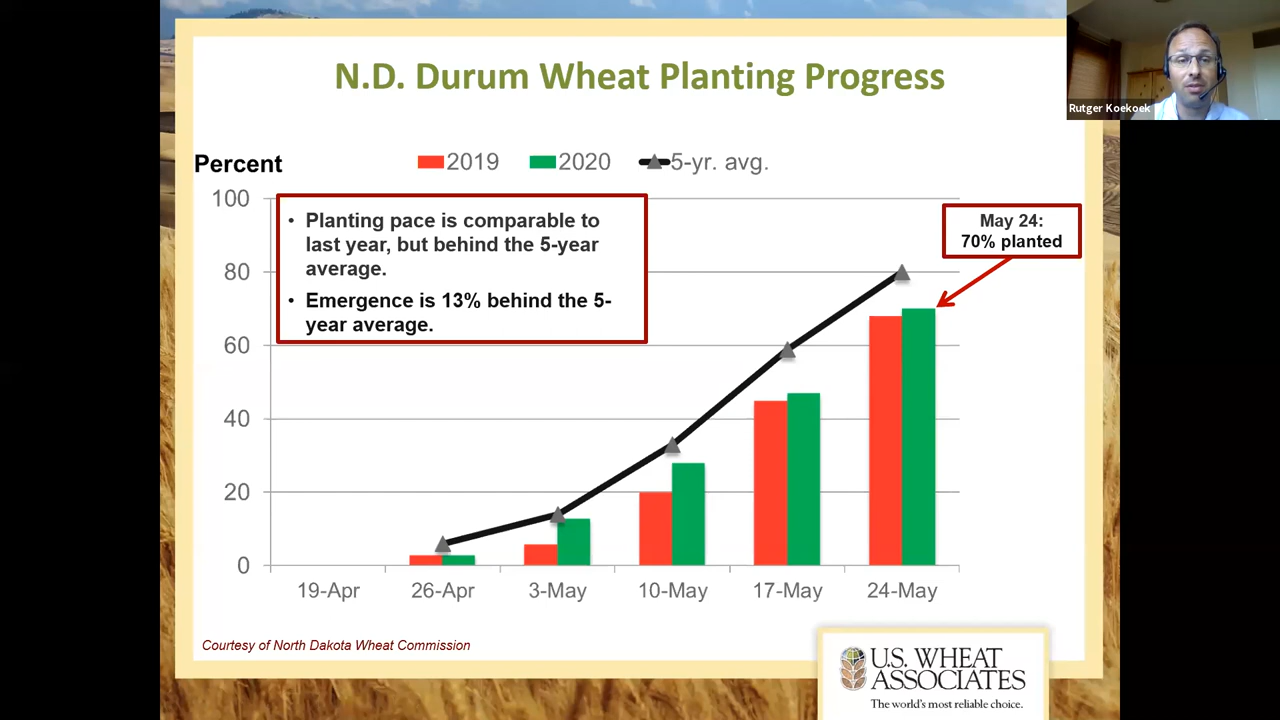 N.D. Durum Wheat Planting Progress
Rutger Koekoek
Percent
2019 2020 5-yr. avg.
100
80
60
40
20
0
• Planting pace is comparable to
last year, but behind the 5-year
average.
• Emergence is 13% behind the 5-
year average.
May 24:
70% planted
19-Apr 26-Apr 3-May 10-May 17-May 24-May
Courtesy of North Dakota Wheat Commission
U.S. WHEAT
ASSOCIATES
The world's most reliable choice.